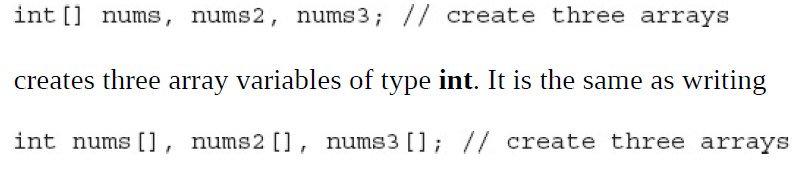 int[] nums, nums2, nums3; // create three arrays
creates three array variables of type int. It is the same as writing
int nums[], nums2[], nums3[]; // create three arrays